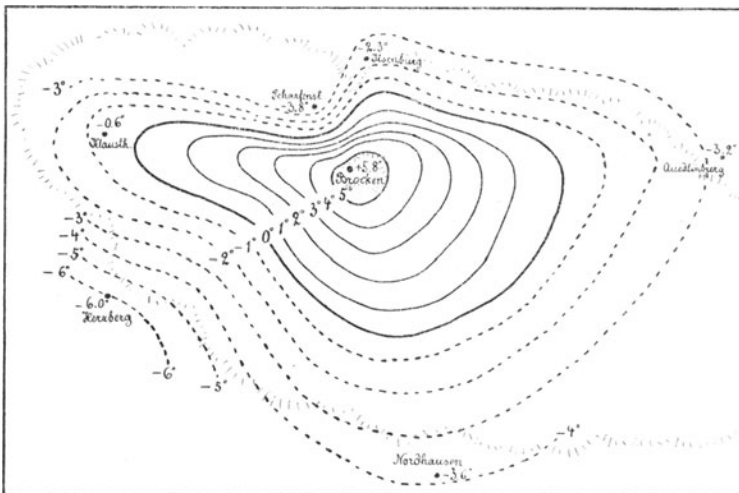 -2.3°
Ilsenburg
-3°
Scharfenst.
-3.8°
-0.6°
Klausth.
-3.2°
Quedlinburg
+5.8°
Brocken
-2° -1° 0° 1° 2° 3° 4° 5°
-3°
-4°
-5°
-6°
-6.0°
Herzberg
-6°
-5°
-4°
Nordhausen
-3.6°